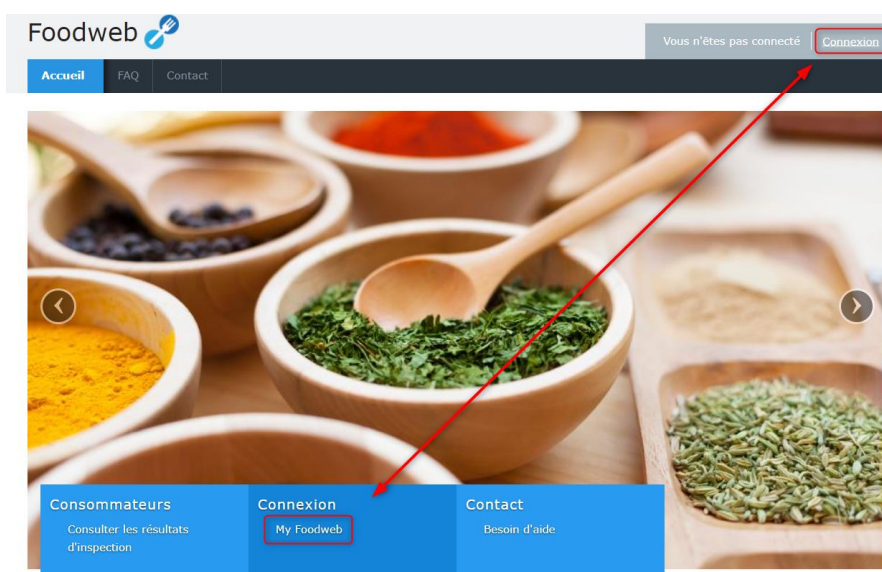 Foodweb
Vous n'êtes pas connecté Connexion
Accueil FAQ Contact
Consommateurs
Consulter les résultats
d'inspection
Connexion
My Foodweb
Contact
Besoin d'aide